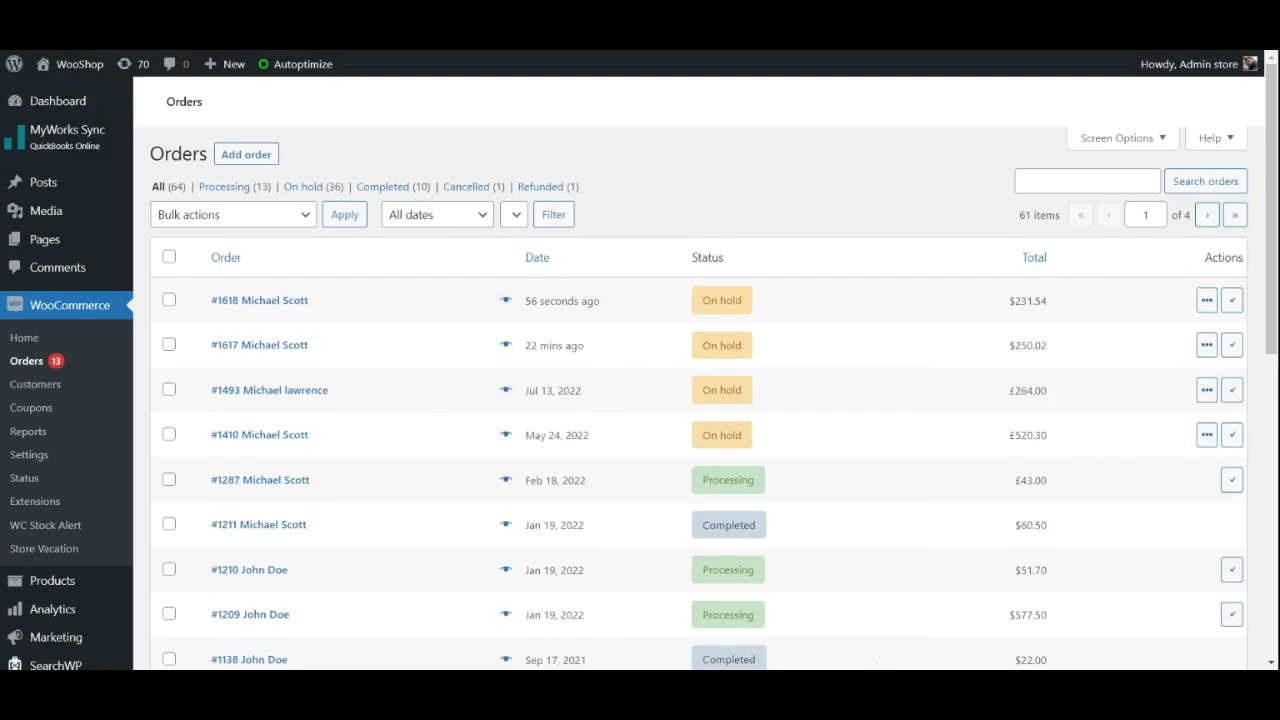 WooShop 70 0 New Autoptimize Howdy, Admin store
Dashboard
MyWorks Sync
QuickBooks Online
Posts
Media
Pages
Comments
WooCommerce
Home
Orders 13
Customers
Coupons
Reports
Settings
Status
Extensions
WC Stock Alert
Store Vacation
Products
Analytics
Marketing
SearchWP
Orders
Screen Options Help
Orders Add order
All (64) | Processing (13) | On hold (36) | Completed (10) | Cancelled (1) | Refunded (1)
Search orders
Bulk actions Apply All dates Filter 61 items « ‹ 1 of 4 › »
Order Date Status Total Actions
#1618 Michael Scott 56 seconds ago On hold $231.54
#1617 Michael Scott 22 mins ago On hold $250.02
#1493 Michael lawrence Jul 13, 2022 On hold £264.00
#1410 Michael Scott May 24, 2022 On hold £520.30
#1287 Michael Scott Feb 18, 2022 Processing £43.00
#1211 Michael Scott Jan 19, 2022 Completed $60.50
#1210 John Doe Jan 19, 2022 Processing $51.70
#1209 John Doe Jan 19, 2022 Processing $577.50
#1138 John Doe Sep 17, 2021 Completed $22.00